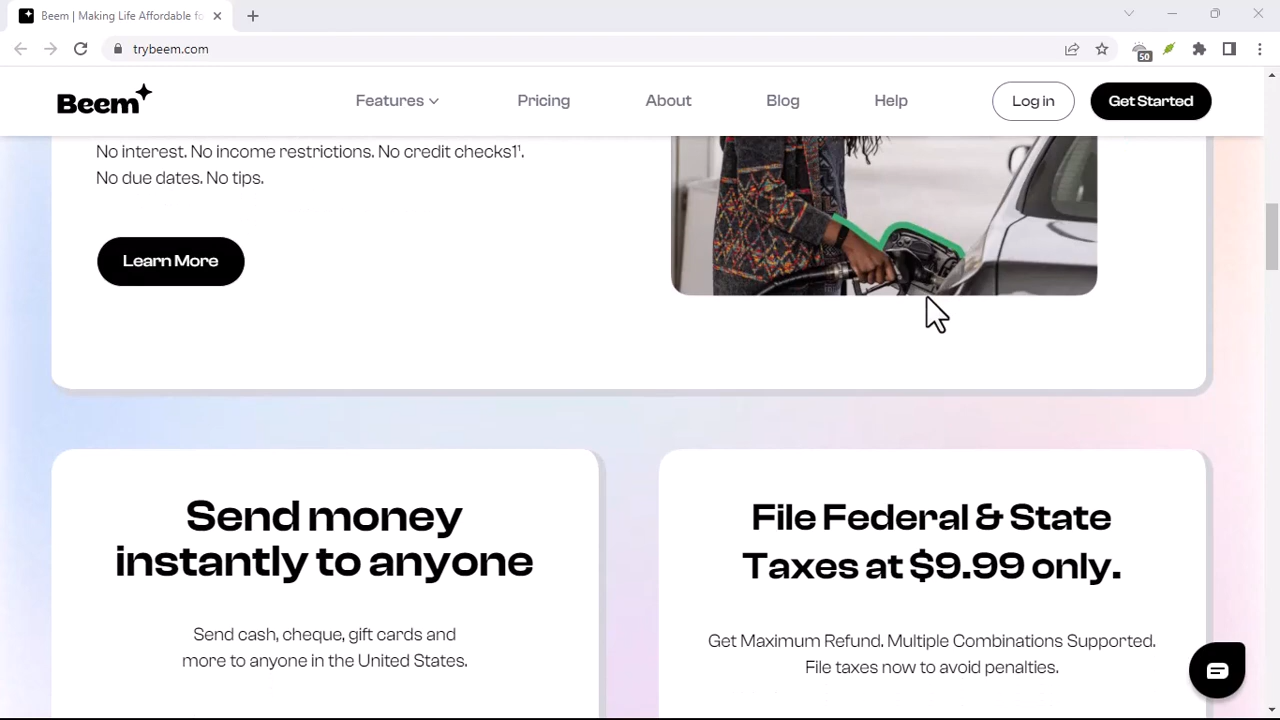 Beem | Making Life Affordable fo
trybeem.com
50
Beem
Features
Pricing
About
Blog
Help
Log in
Get Started
No interest. No income restrictions. No credit checks1¹.
No due dates. No tips.
Learn More
Send money
instantly to anyone
Send cash, cheque, gift cards and
more to anyone in the United States.
File Federal & State
Taxes at $9.99 only.
Get Maximum Refund. Multiple Combinations Supported.
File taxes now to avoid penalties.